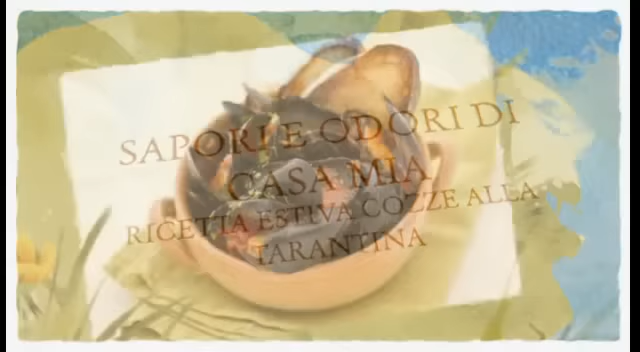 SAPORI E ODORI DI
CASA MIA
RICETTA ESTIVA COZZE ALLA
TARANTINA